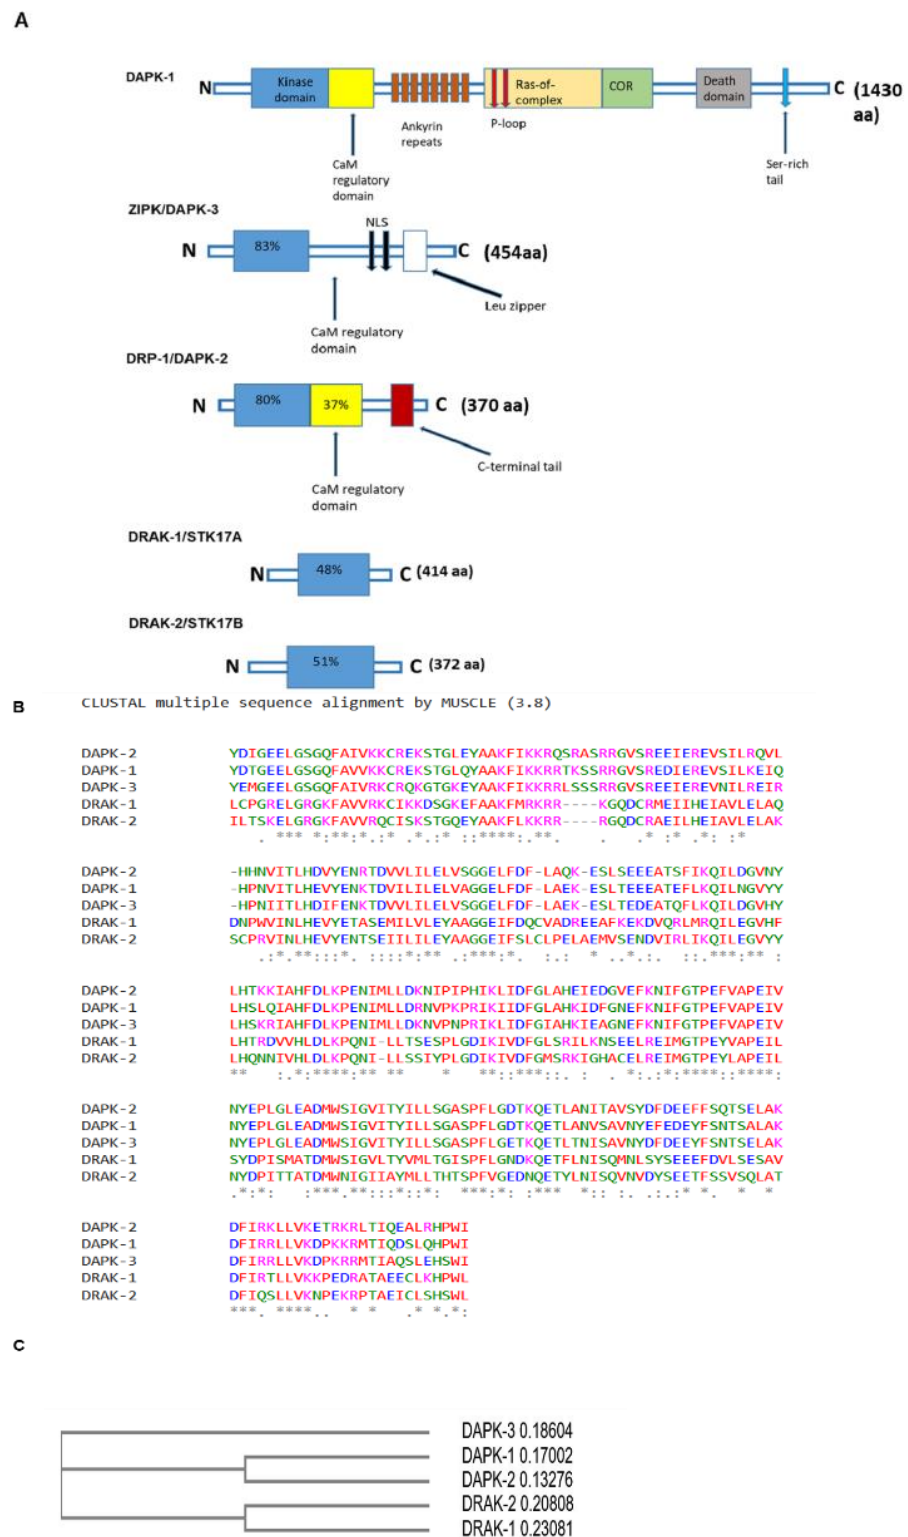 A
DAPK-1
N
Kinase
domain
Ras-of-
complex
COR
Death
domain
C (1430
aa)
Ankyrin
repeats
P-loop
CaM
regulatory
domain
Ser-rich
tail
ZIPK/DAPK-3
NLS
N
83%
C (454aa)
Leu zipper
CaM regulatory
domain
DRP-1/DAPK-2
N
80%
37%
C (370 aa)
C-terminal tail
CaM regulatory
domain
DRAK-1/STK17A
N
48%
C (414 aa)
DRAK-2/STK17B
N
51%
C (372 aa)
B
CLUSTAL multiple sequence alignment by MUSCLE (3.8)
DAPK-2 YDIGEELGSGQFAIVKKCREKSTGLEYAAKFIKKRQSRASRRGVSREEIEREVSILRQVL
DAPK-1 YDTGEELGSGQFAVVKKCREKSTGLQYAAKFIKKRRTKSSRRGVSREDIEREVSILKEIQ
DAPK-3 YEMGEELGSGQFAIVRKCRQKGTGKEYAAKFIKKRRLSSSRRGVSREEIEREVNILREIR
DRAK-1 LCPGRELGRGKFAVVRKCIKKDSGKEFAAKFMRKRR----KGQDCRMEIIHEIAVLELAQ
DRAK-2 ILTSKELGRGKFAVVRQCISKSTGQEYAAKFLKKRR----RGQDCRAEILHEIAVLELAK
. *** *:**:*.:* .* :*::****::*.** . .* :* *::.:*
DAPK-2 -HHNVITLHDVYENRTDVVLILELVSGGELFDF-LAQK-ESLSEEEATSFIKQILDGVNY
DAPK-1 -HPNVITLHEVYENKTDVILILELVAGGELFDF-LAEK-ESLTEEEATEFLKQILNGVYY
DAPK-3 -HPNIITLHDIFENKTDVVLILELVSGGELFDF-LAEK-ESLTEDEATQFLKQILDGVHY
DRAK-1 DNPWVINLHEVYETASEMILVLEYAAGGEIFDQCVADREEAFKEKDVQRLMRQILEGVHF
DRAK-2 SCPRVINLHEVYENTSEIILILEYAAGGEIFSLCLPELAEMVSENDVIRLIKQILEGVYY
.:*.**:::*. :::*:** .:***:*. :.: * ..*.:. ::.***:** :
DAPK-2 LHTKKIAHFDLKPENIMLLDKNIPIPHIKLIDFGLAHEIEDGVEFKNIFGTPEFVAPEIV
DAPK-1 LHSLQIAHFDLKPENIMLLDRNVPKPRIKIIDFGLAHKIDFGNEFKNIFGTPEFVAPEIV
DAPK-3 LHSKRIAHFDLKPENIMLLDKNVPNPRIKLIDFGIAHKIEAGNEFKNIFGTPEFVAPEIV
DRAK-1 LHTRDVVHLDLKPQNI-LLTSESPLGDIKIVDFGLSRILKNSEELREIMGTPEYVAPEIL
DRAK-2 LHQNNIVHLDLKPQNI-LLSSIYPLGDIKIVDFGMSRKIGHACELREIMGTPEYLAPEIL
** :.*:****:** ** * **::***::: : . *:::*:****::****:
DAPK-2 NYEPLGLEADMWSIGVITYILLSGASPFLGDTKQETLANITAVSYDFDEEFFSQTSELAK
DAPK-1 NYEPLGLEADMWSIGVITYILLSGASPFLGDTKQETLANVSAVNYEFEDEYFSNTSALAK
DAPK-3 NYEPLGLEADMWSIGVITYILLSGASPFLGETKQETLTNISAVNYDFDEEYFSNTSELAK
DRAK-1 SYDPISMATDMWSIGVLTYVMLTGISPFLGNDKQETFLNISQMNLSYSEEEFDVLSESAV
DRAK-2 NYDPITTATDMWNIGIIAYMLLTHTSPFVGEDNQETYLNISQVNVDYSEETFSSVSQLAT
.*:*: :***.**:::*::*: ***:*: :*** *:: :. .:.:* *. * *
DAPK-2 DFIRKLLVKETRKRLTIQEALRHPWI
DAPK-1 DFIRRLLVKDPKKRMTIQDSLQHPWI
DAPK-3 DFIRRLLVKDPKRRMTIAQSLEHSWI
DRAK-1 DFIRTLLVKKPEDRATAEECLKHPWL
DRAK-2 DFIQSLLVKNPEKRPTAEICLSHSWL
***. ****.. * * .* *.*:
C
DAPK-3 0.18604
DAPK-1 0.17002
DAPK-2 0.13276
DRAK-2 0.20808
DRAK-1 0.23081